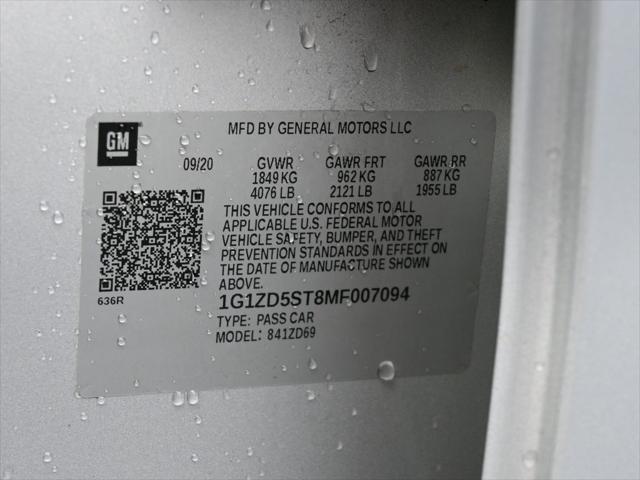 MFD BY GENERAL MOTORS LLC
GM
09/20 GVWR GAWR FRT GAWR RR
1849 KG 962 KG 887 KG
4076 LB 2121 LB 1955 LB
THIS VEHICLE CONFORMS TO ALL
APPLICABLE U.S. FEDERAL MOTOR
VEHICLE SAFETY, BUMPER, AND THEFT
PREVENTION STANDARDS IN EFFECT ON
THE DATE OF MANUFACTURE SHOWN
ABOVE.
636R
1G1ZD5ST8MF007094
TYPE: PASS CAR
MODEL: 841ZD69